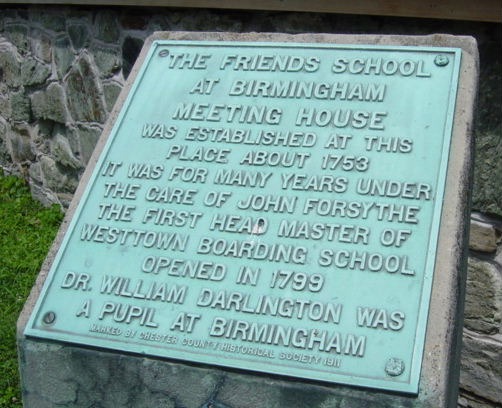 THE FRIENDS SCHOOL
AT BIRMINGHAM
MEETING HOUSE
WAS ESTABLISHED AT THIS
PLACE ABOUT 1753
IT WAS FOR MANY YEARS UNDER
THE CARE OF JOHN FORSYTHE
THE FIRST HEAD MASTER OF
WESTTOWN BOARDING SCHOOL
OPENED IN 1799
DR. WILLIAM DARLINGTON WAS
A PUPIL AT BIRMINGHAM
MARKED BY CHESTER COUNTY HISTORICAL SOCIETY 1911